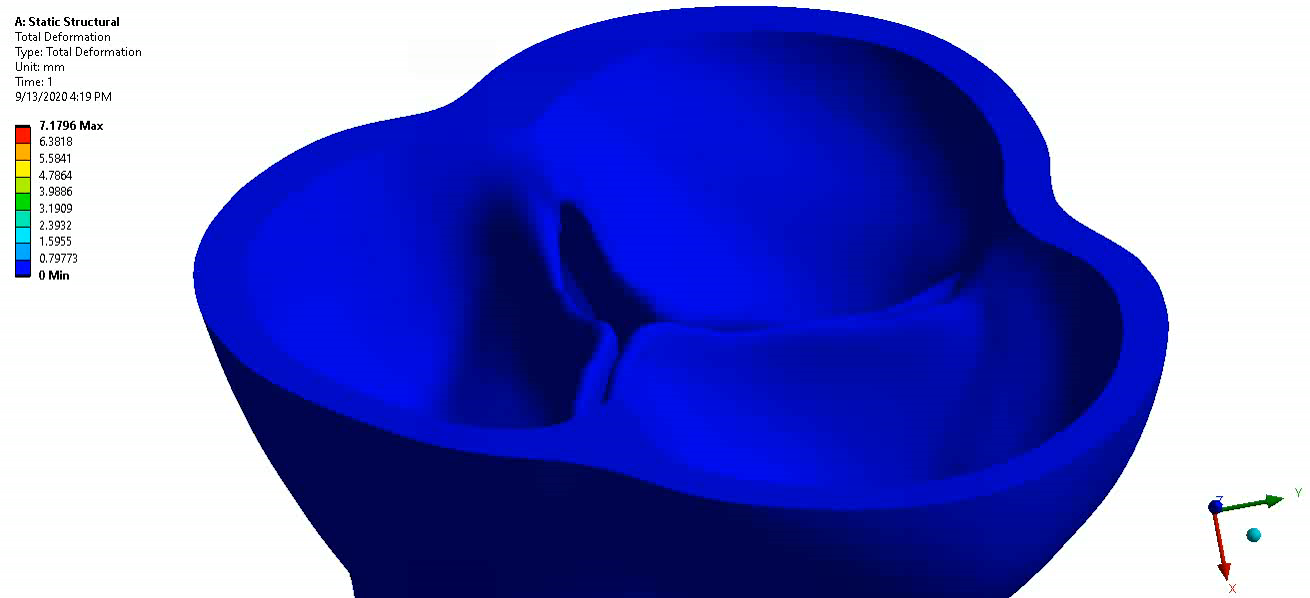 A: Static Structural
Total Deformation
Type: Total Deformation
Unit: mm
Time: 1
9/13/2020 4:19 PM
7.1796 Max
6.3818
5.5841
4.7864
3.9886
3.1909
2.3932
1.5955
0.79773
0 Min
Z
Y
X